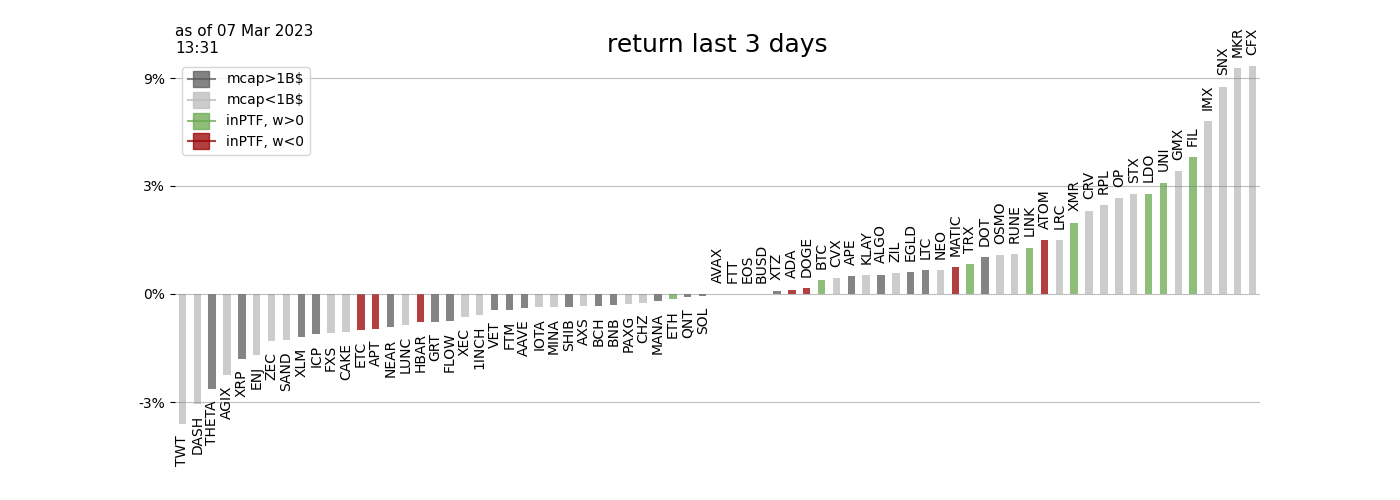 as of 07 Mar 2023
13:31
return last 3 days
mcap>1B$
mcap<1B$
inPTF, w>0
inPTF, w<0
9%
3%
0%
-3%
TWT
DASH
THETA
AGIX
XRP
ENJ
ZEC
SAND
XLM
ICP
FXS
CAKE
ETC
APT
NEAR
LUNC
HBAR
GRT
FLOW
XEC
1INCH
VET
FTM
AAVE
IOTA
MINA
SHIB
AXS
BCH
BNB
PAXG
CHZ
MANA
ETH
QNT
SOL
AVAX
FTT
EOS
BUSD
XTZ
ADA
DOGE
BTC
CVX
APE
KLAY
ALGO
ZIL
EGLD
LTC
NEO
MATIC
TRX
DOT
OSMO
RUNE
LINK
ATOM
LRC
XMR
CRV
RPL
OP
STX
LDO
UNI
GMX
FIL
IMX
SNX
MKR
CFX